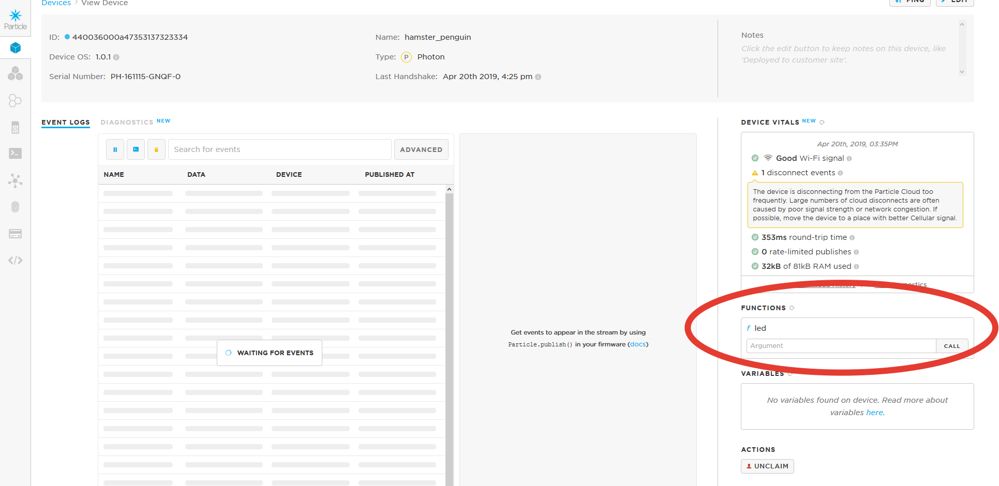 Devices › View Device
PING
EDIT
Particle
ID: 440036000a47353137323334
Name: hamster_penguin
Notes
Device OS: 1.0.1
Type: P Photon
Click the edit button to keep notes on this device, like
'Deployed to customer site'.
Serial Number: PH-161115-GNQF-0
Last Handshake: Apr 20th 2019, 4:25 pm
EVENT LOGS
DIAGNOSTICS NEW
Search for events
ADVANCED
NAME DATA DEVICE PUBLISHED AT
WAITING FOR EVENTS
Get events to appear in the stream by using
Particle.publish() in your firmware (docs)
DEVICE VITALS NEW
Apr 20th, 2019, 03:35PM
Good Wi-Fi signal
1 disconnect events
The device is disconnecting from the Particle Cloud too
frequently. Large numbers of cloud disconnects are often
caused by poor signal strength or network congestion. If
possible, move the device to a place with better Cellular signal.
353ms round-trip time
0 rate-limited publishes
32kB of 81kB RAM used
FUNCTIONS
f led
Argument
CALL
VARIABLES
No variables found on device. Read more about
variables here.
ACTIONS
UNCLAIM